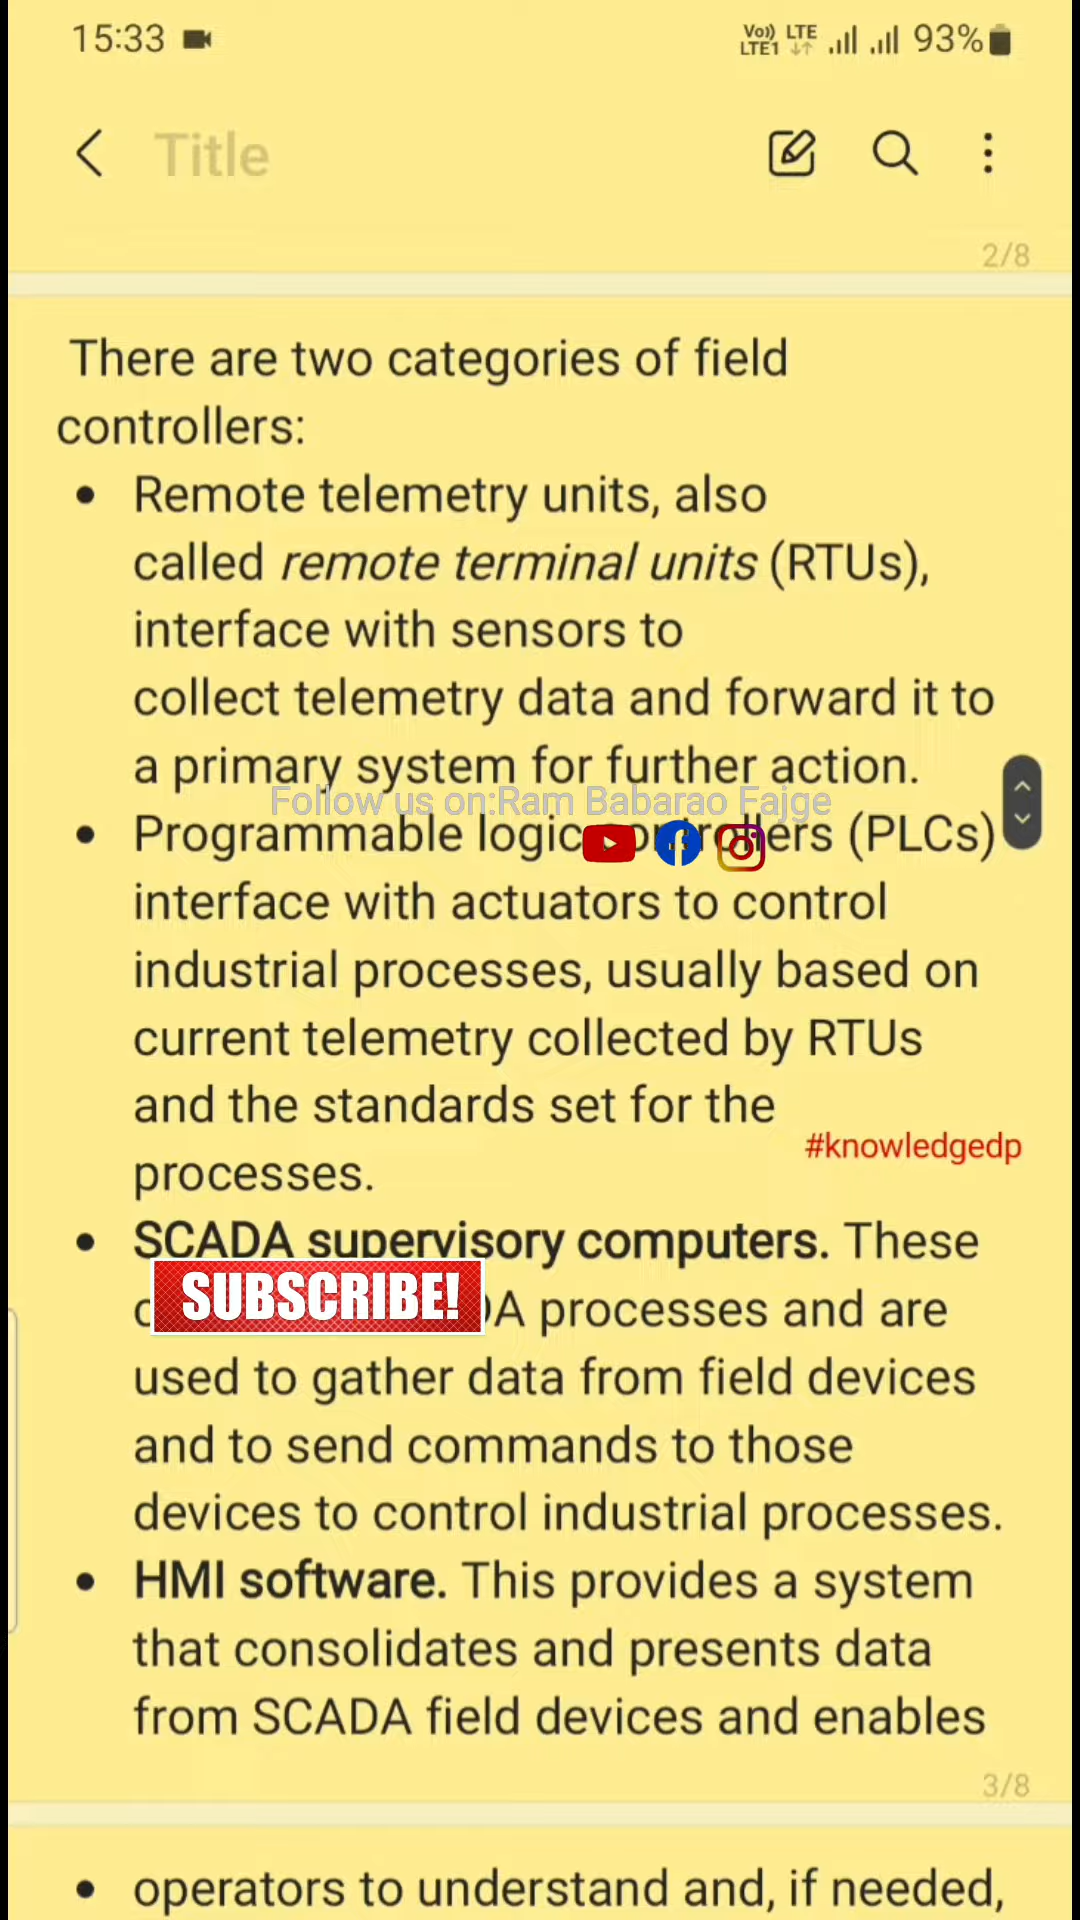 15:33
Vo)) LTE
LTE1
93%
Title
2/8
There are two categories of field
controllers:
• Remote telemetry units, also
called remote terminal units (RTUs),
interface with sensors to
collect telemetry data and forward it to
a primary system for further action.
Follow us on:Ram Babarao Fajge
• Programmable logic controllers (PLCs)
interface with actuators to control
industrial processes, usually based on
current telemetry collected by RTUs
and the standards set for the
#knowledgedp
processes.
• SCADA supervisory computers. These
SUBSCRIBE!
processes and are
used to gather data from field devices
and to send commands to those
devices to control industrial processes.
• HMI software. This provides a system
that consolidates and presents data
from SCADA field devices and enables
3/8
• operators to understand and, if needed,